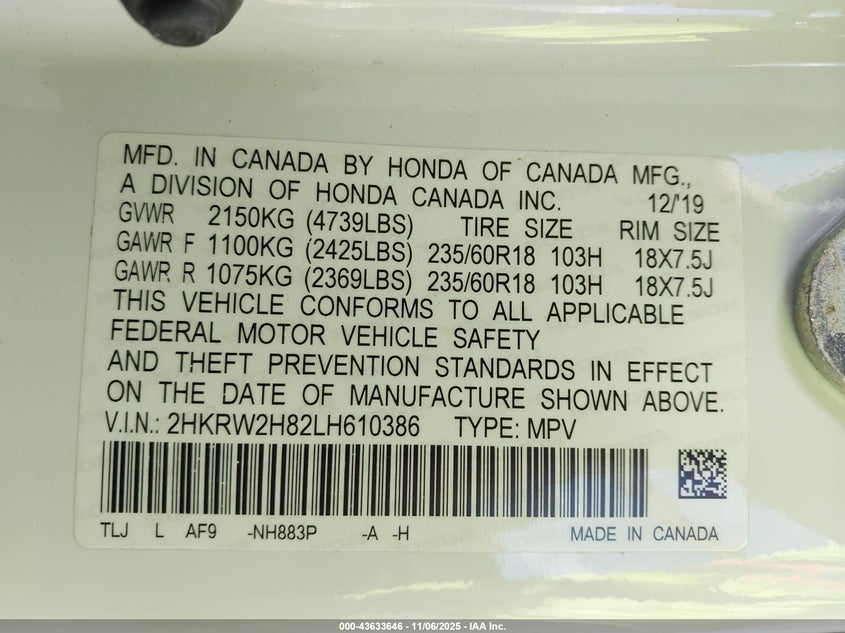 MFD. IN CANADA BY HONDA OF CANADA MFG.,
A DIVISION OF HONDA CANADA INC. 12/'19
GVWR 2150KG (4739LBS) TIRE SIZE RIM SIZE
GAWR F 1100KG (2425LBS) 235/60R18 103H 18X7.5J
GAWR R 1075KG (2369LBS) 235/60R18 103H 18X7.5J
THIS VEHICLE CONFORMS TO ALL APPLICABLE
FEDERAL MOTOR VEHICLE SAFETY
AND THEFT PREVENTION STANDARDS IN EFFECT
ON THE DATE OF MANUFACTURE SHOWN ABOVE.
V.I.N.: 2HKRW2H82LH610386 TYPE: MPV
TLJ L AF9 -NH883P -A -H MADE IN CANADA
000-43633646 - 11/06/2025 - IAA Inc.